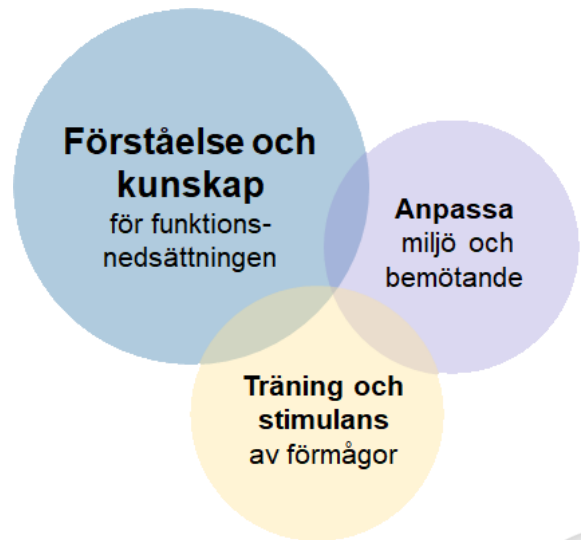 Förståelse och
kunskap
för funktions-
nedsättningen
Anpassa
miljö och
bemötande
Träning och
stimulans
av förmågor